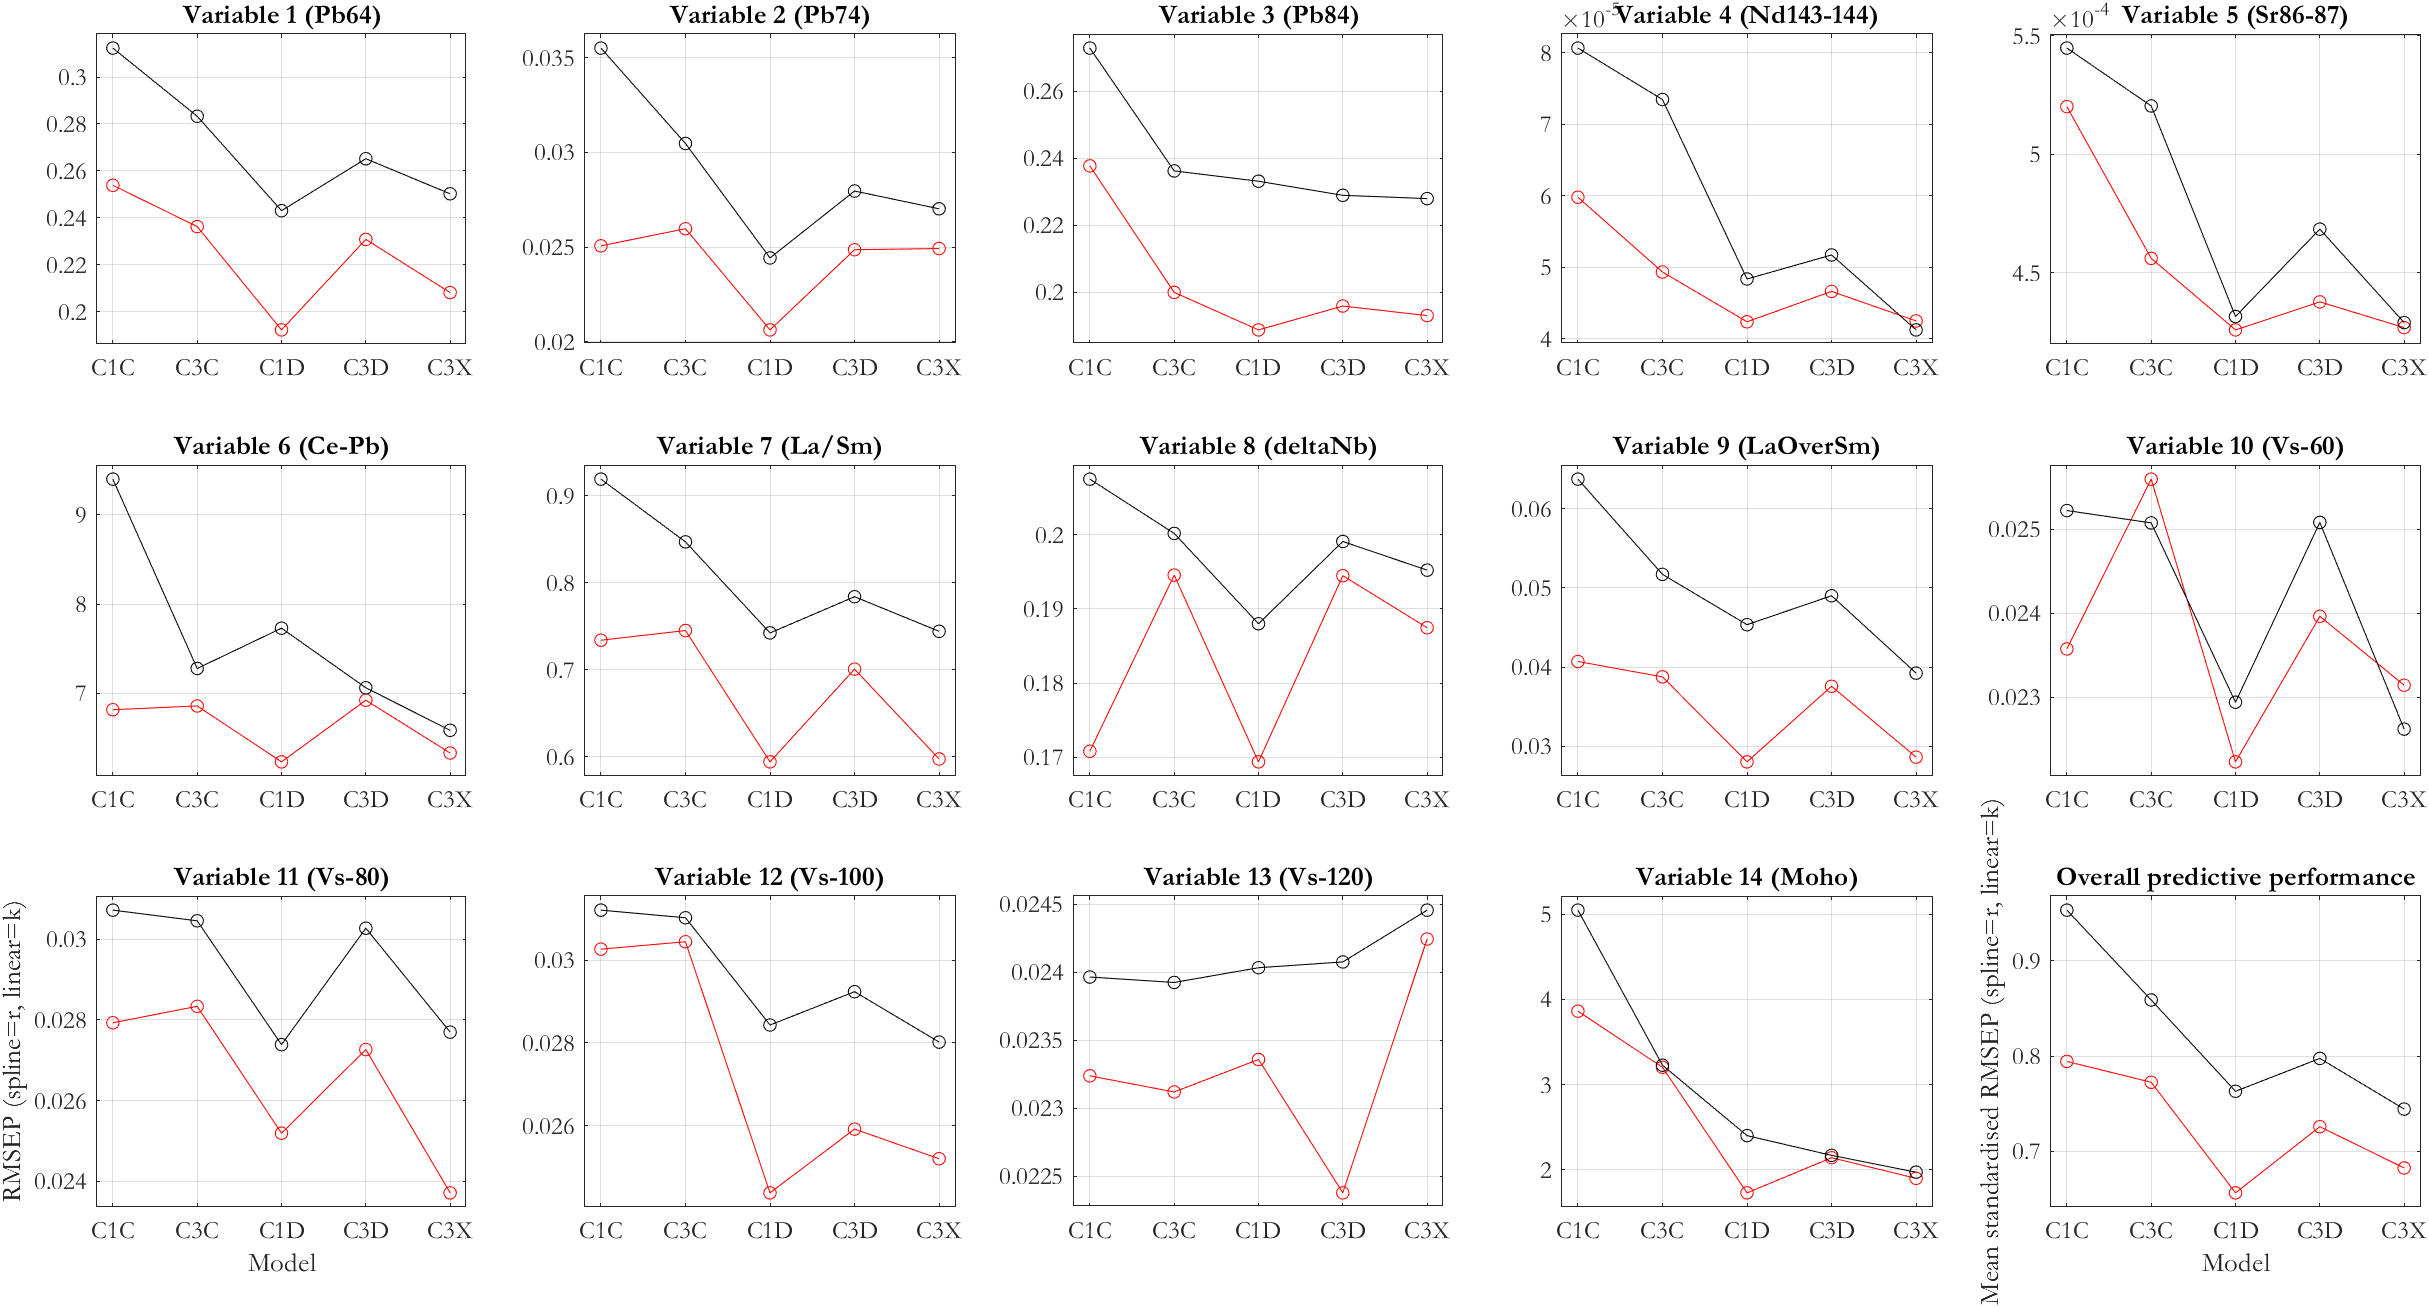 Variable 1 (Pb64)
0.3
0.28
0.26
0.24
0.22
0.2
C1C C3C C1D C3D C3X
Variable 2 (Pb74)
0.035
0.03
0.025
0.02
C1C C3C C1D C3D C3X
Variable 3 (Pb84)
0.26
0.24
0.22
0.2
C1C C3C C1D C3D C3X
×10-5
Variable 4 (Nd143-144)
8
7
6
5
4
C1C C3C C1D C3D C3X
×10-4
Variable 5 (Sr86-87)
5.5
5
4.5
C1C C3C C1D C3D C3X
Variable 6 (Ce-Pb)
9
8
7
C1C C3C C1D C3D C3X
Variable 7 (La/Sm)
0.9
0.8
0.7
0.6
C1C C3C C1D C3D C3X
Variable 8 (deltaNb)
0.2
0.19
0.18
0.17
C1C C3C C1D C3D C3X
Variable 9 (LaOverSm)
0.06
0.05
0.04
0.03
C1C C3C C1D C3D C3X
Variable 10 (Vs-60)
0.025
0.024
0.023
C1C C3C C1D C3D C3X
Variable 11 (Vs-80)
RMSEP (spline=r, linear=k)
0.03
0.028
0.026
0.024
C1C C3C C1D C3D C3X
Model
Variable 12 (Vs-100)
0.03
0.028
0.026
C1C C3C C1D C3D C3X
Variable 13 (Vs-120)
0.0245
0.024
0.0235
0.023
0.0225
C1C C3C C1D C3D C3X
Variable 14 (Moho)
5
4
3
2
C1C C3C C1D C3D C3X
Overall predictive performance
Mean standardised RMSEP (spline=r, linear=k)
0.9
0.8
0.7
C1C C3C C1D C3D C3X
Model